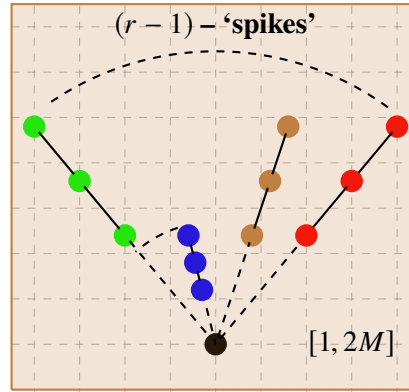 (r − 1) – ‘spikes’
[1, 2M]